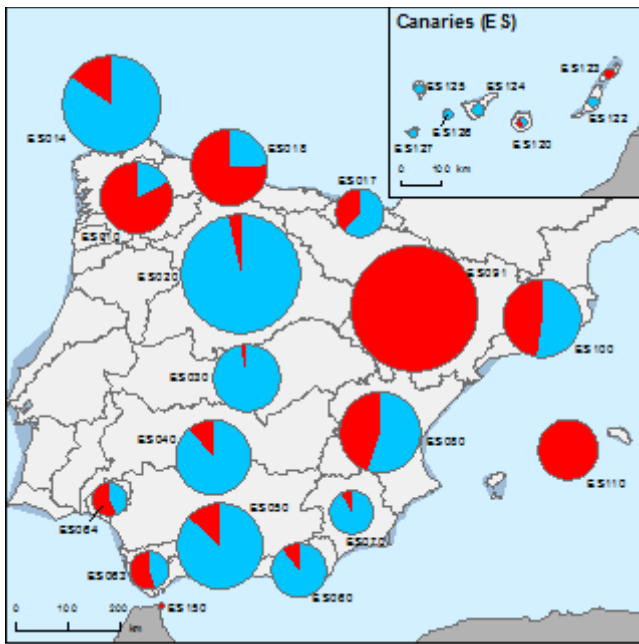 Canaries (ES)
ES123
ES125
ES124
ES122
ES126
ES120
ES127
0 100 km
ES014
ES018
ES017
ES010
ES020
ES091
ES100
ES030
ES040
ES080
ES110
ES050
ES064
ES070
ES063
ES060
ES150
0 100 200
km